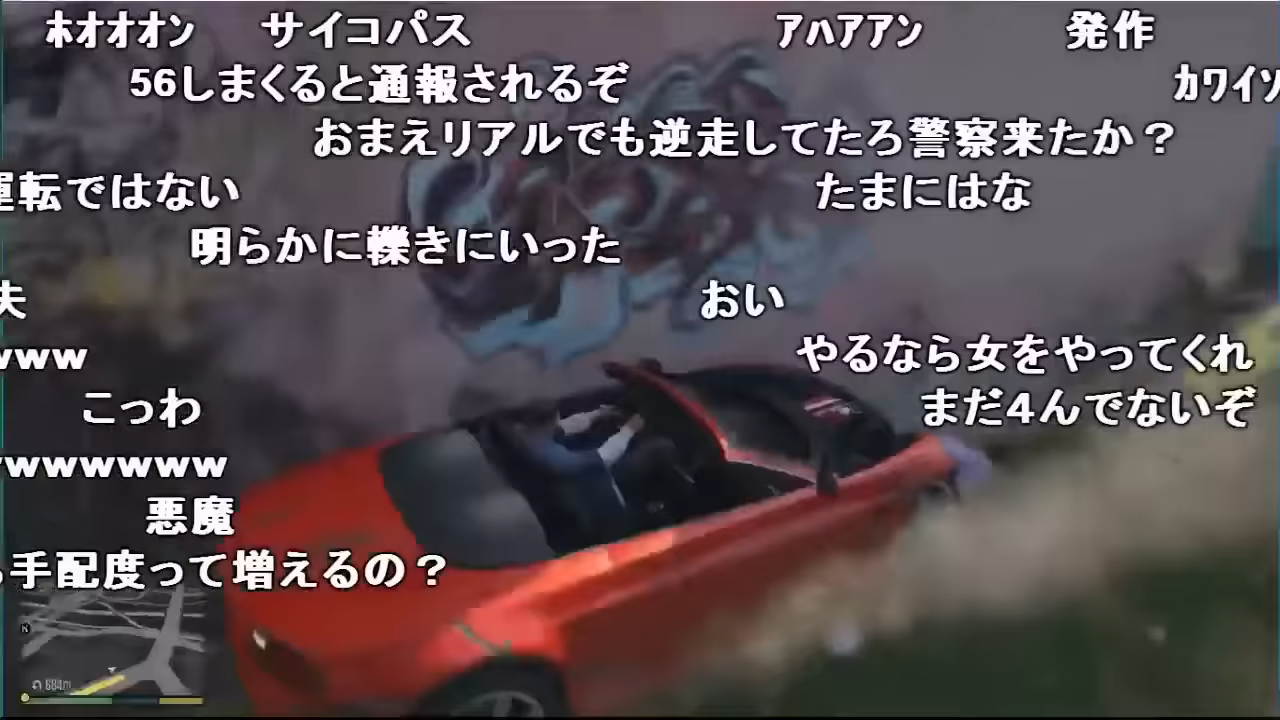 ﾎオオオン サイコパス ｱﾊアアン 発作
56しまくると通報されるぞ ｶﾜｲｿ
おまえリアルでも逆走してたろ警察来たか？
運転ではない たまにはな
明らかに轢きにいった
夫 おい
www やるなら女をやってくれ
こっわ まだ4んでないぞ
wwwwwww
悪魔
手配度って増えるの？
N
684m